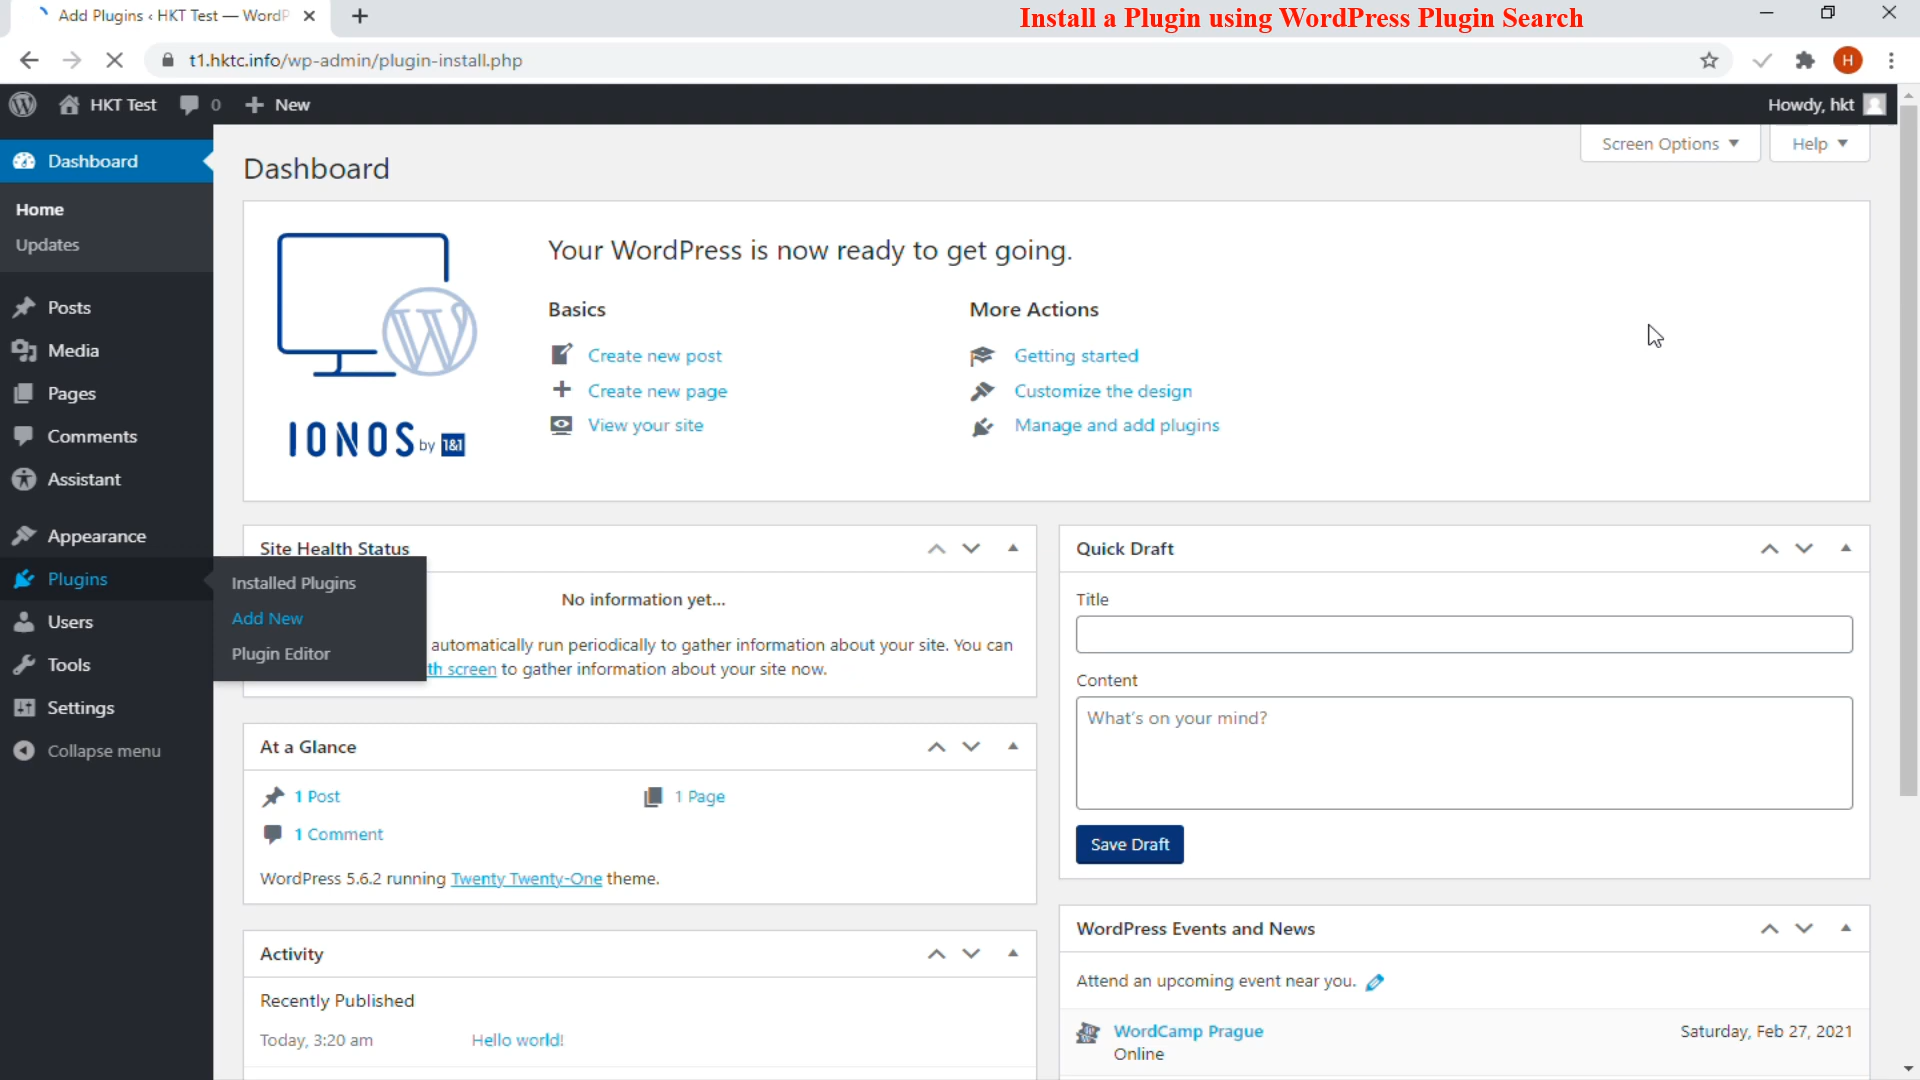 Add Plugins ‹ HKT Test — WordP
Install a Plugin using WordPress Plugin Search
t1.hktc.info/wp-admin/plugin-install.php
H
HKT Test
0
New
Howdy, hkt
Dashboard
Home
Updates
Posts
Media
Pages
Comments
Assistant
Appearance
Plugins
Users
Tools
Settings
Collapse menu
Installed Plugins
Add New
Plugin Editor
Screen Options
Help
Dashboard
IONOS by 1&1
Your WordPress is now ready to get going.
Basics
Create new post
Create new page
View your site
More Actions
Getting started
Customize the design
Manage and add plugins
Site Health Status
No information yet...
automatically run periodically to gather information about your site. You can
th screen to gather information about your site now.
At a Glance
1 Post
1 Page
1 Comment
WordPress 5.6.2 running Twenty Twenty-One theme.
Activity
Recently Published
Today, 3:20 am
Hello world!
Quick Draft
Title
Content
What's on your mind?
Save Draft
WordPress Events and News
Attend an upcoming event near you.
WordCamp Prague
Online
Saturday, Feb 27, 2021